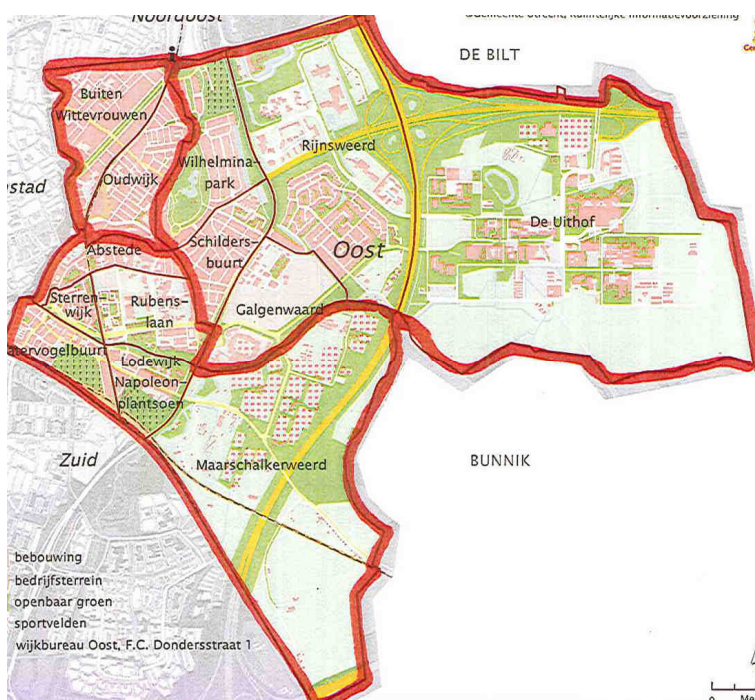 Noordoost
Gemeente Utrecht, Ruimtelijke Informatievoorziening
DE BILT
Buiten
Wittevrouwen
Wilhelmina-
park
Rijnsweerd
Oudwijk
De Uithof
Abstede
Schilders-
buurt
Oost
Sterren-
wijk
Rubens-
laan
Galgenwaard
tervogelbuurt
Lodewijk
Napoleon-
plantsoen
Zuid
Maarschalkerweerd
BUNNIK
bebouwing
bedrijfsterrein
openbaar groen
sportvelden
wijkbureau Oost, F.C. Dondersstraat 1
0